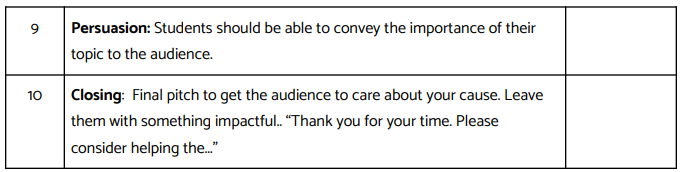 9 Persuasion: Students should be able to convey the importance of their
topic to the audience.
10 Closing: Final pitch to get the audience to care about your cause. Leave
them with something impactful.. “Thank you for your time. Please
consider helping the...”